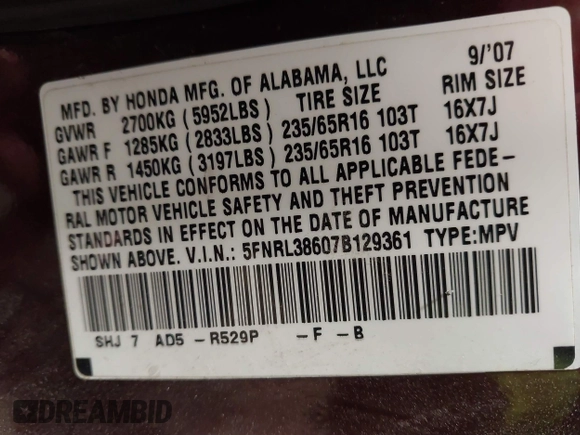 MFD. BY HONDA MFG. OF ALABAMA, LLC 9/'07
GVWR 2700KG (5952LBS) TIRE SIZE RIM SIZE
GAWR F 1285KG (2833LBS) 235/65R16 103T 16X7J
GAWR R 1450KG (3197LBS) 235/65R16 103T 16X7J
THIS VEHICLE CONFORMS TO ALL APPLICABLE FEDE-
RAL MOTOR VEHICLE SAFETY AND THEFT PREVENTION
STANDARDS IN EFFECT ON THE DATE OF MANUFACTURE
SHOWN ABOVE. V.I.N.: 5FNRL38607B129361 TYPE:MPV
SHJ 7 AD5 - R529P - F - B
DREAMBID